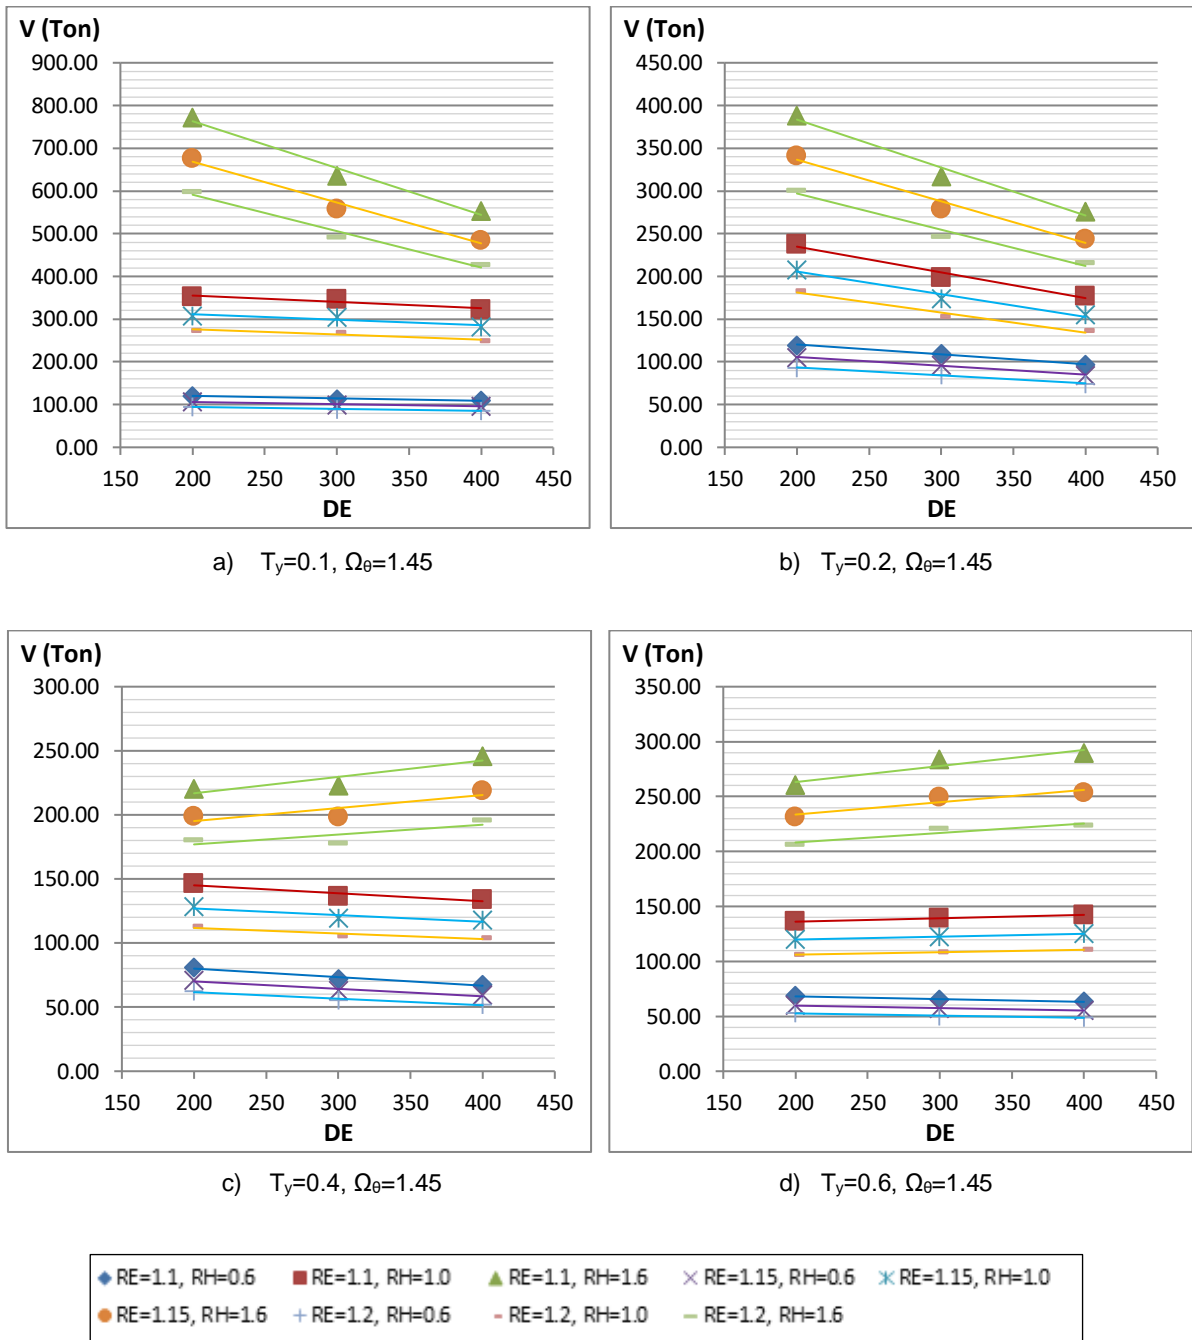 V (Ton)
900.00
800.00
700.00
600.00
500.00
400.00
300.00
200.00
100.00
0.00
150 200 250 300 350 400 450
DE
a) Ty=0.1, Ωθ=1.45
V (Ton)
450.00
400.00
350.00
300.00
250.00
200.00
150.00
100.00
50.00
0.00
150 200 250 300 350 400 450
DE
b) Ty=0.2, Ωθ=1.45
V (Ton)
300.00
250.00
200.00
150.00
100.00
50.00
0.00
150 200 250 300 350 400 450
DE
c) Ty=0.4, Ωθ=1.45
V (Ton)
350.00
300.00
250.00
200.00
150.00
100.00
50.00
0.00
150 200 250 300 350 400 450
DE
d) Ty=0.6, Ωθ=1.45
RE=1.1, RH=0.6 RE=1.1, RH=1.0 RE=1.1, RH=1.6 RE=1.15, RH=0.6 RE=1.15, RH=1.0
RE=1.15, RH=1.6 RE=1.2, RH=0.6 RE=1.2, RH=1.0 RE=1.2, RH=1.6